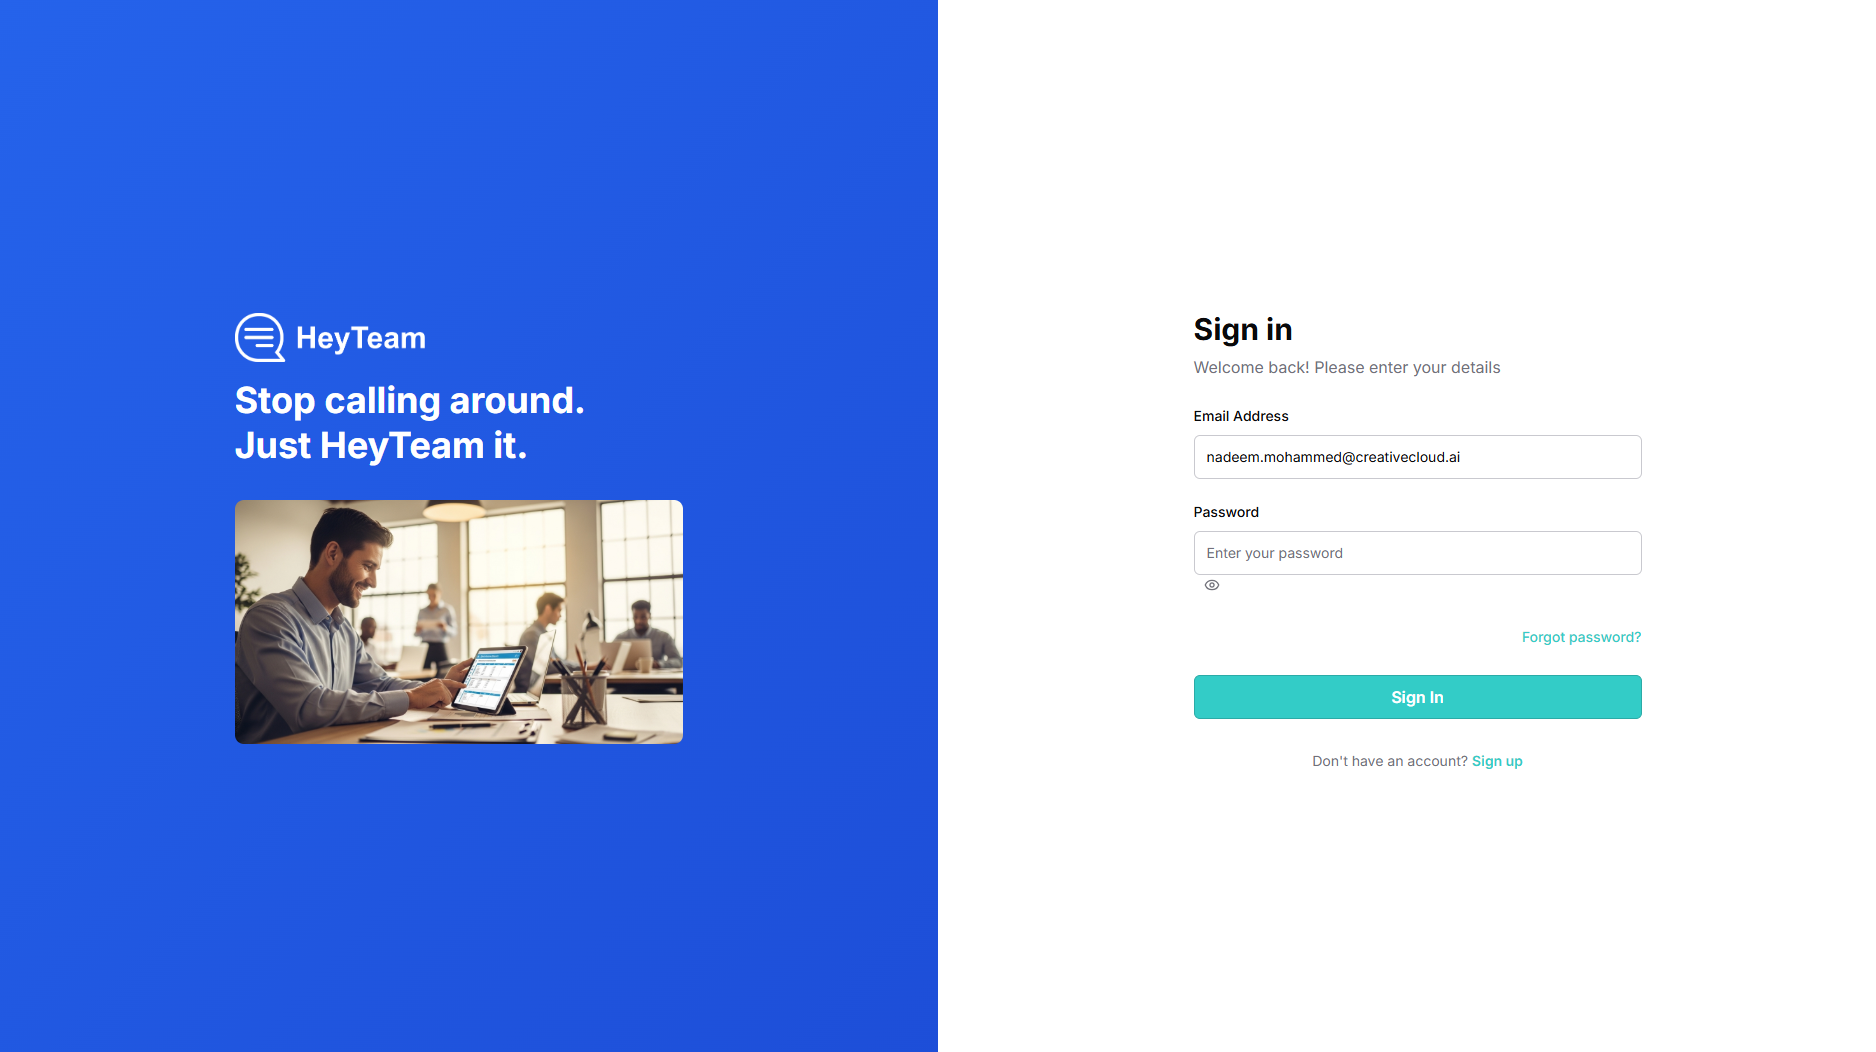 HeyTeam
Stop calling around.
Just HeyTeam it.
Sign in
Welcome back! Please enter your details
Email Address
nadeem.mohammed@creativecloud.ai
Password
Enter your password
Forgot password?
Sign In
Don't have an account? Sign up